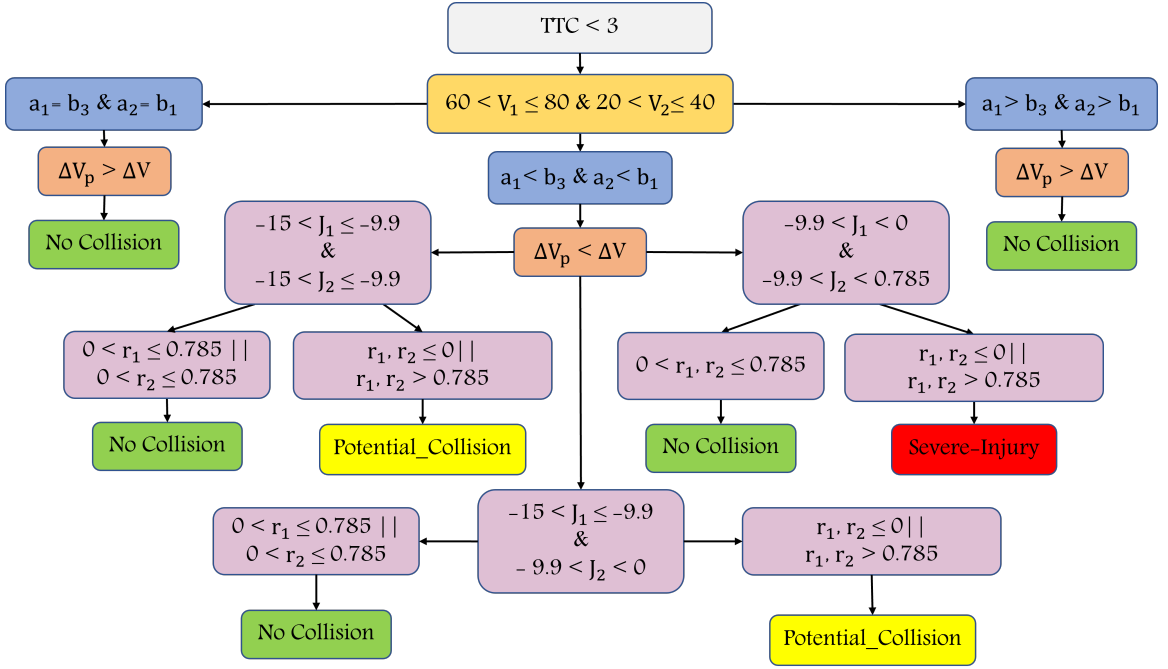 TTC < 3
a₁= b₃ & a₂= b₁
60 < V₁ ≤ 80 & 20 < V₂≤ 40
a₁> b₃ & a₂> b₁
ΔVₚ > ΔV
a₁< b₃ & a₂< b₁
ΔVₚ > ΔV
No Collision
–15 < J₁ ≤ –9.9
&
–15 < J₂ ≤ –9.9
ΔVₚ < ΔV
–9.9 < J₁ < 0
&
–9.9 < J₂ < 0.785
No Collision
0 < r₁ ≤ 0.785 ||
0 < r₂ ≤ 0.785
r₁, r₂ ≤ 0||
r₁, r₂ > 0.785
0 < r₁, r₂ ≤ 0.785
r₁, r₂ ≤ 0||
r₁, r₂ > 0.785
No Collision
Potential_Collision
No Collision
Severe-Injury
0 < r₁ ≤ 0.785 ||
0 < r₂ ≤ 0.785
–15 < J₁ ≤ –9.9
&
– 9.9 < J₂ < 0
r₁, r₂ ≤ 0||
r₁, r₂ > 0.785
No Collision
Potential_Collision